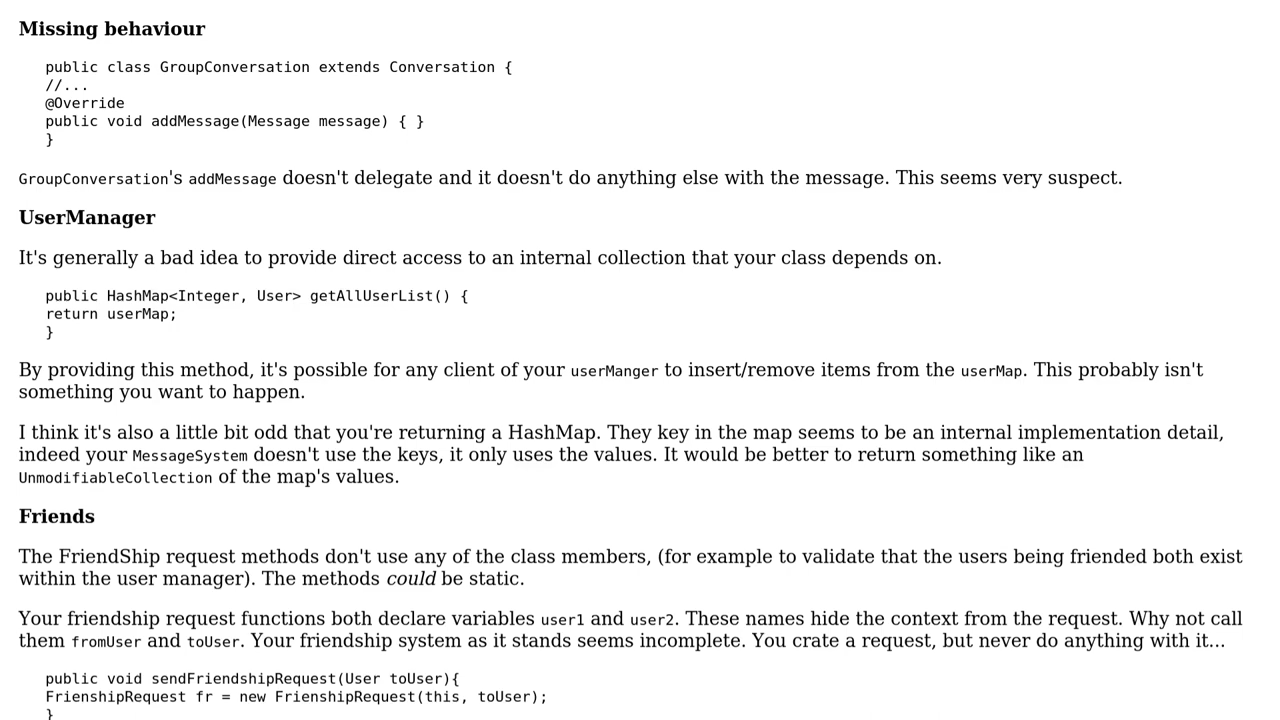 Missing behaviour
public class GroupConversation extends Conversation {
//...
@Override
public void addMessage(Message message) { }
}
GroupConversation's addMessage doesn't delegate and it doesn't do anything else with the message. This seems very suspect.
UserManager
It's generally a bad idea to provide direct access to an internal collection that your class depends on.
public HashMap<Integer, User> getAllUserList() {
return userMap;
}
By providing this method, it's possible for any client of your userManger to insert/remove items from the userMap. This probably isn't
something you want to happen.
I think it's also a little bit odd that you're returning a HashMap. They key in the map seems to be an internal implementation detail,
indeed your MessageSystem doesn't use the keys, it only uses the values. It would be better to return something like an
UnmodifiableCollection of the map's values.
Friends
The FriendShip request methods don't use any of the class members, (for example to validate that the users being friended both exist
within the user manager). The methods could be static.
Your friendship request functions both declare variables user1 and user2. These names hide the context from the request. Why not call
them fromUser and toUser. Your friendship system as it stands seems incomplete. You crate a request, but never do anything with it...
public void sendFriendshipRequest(User toUser){
FrienshipRequest fr = new FrienshipRequest(this, toUser);
}